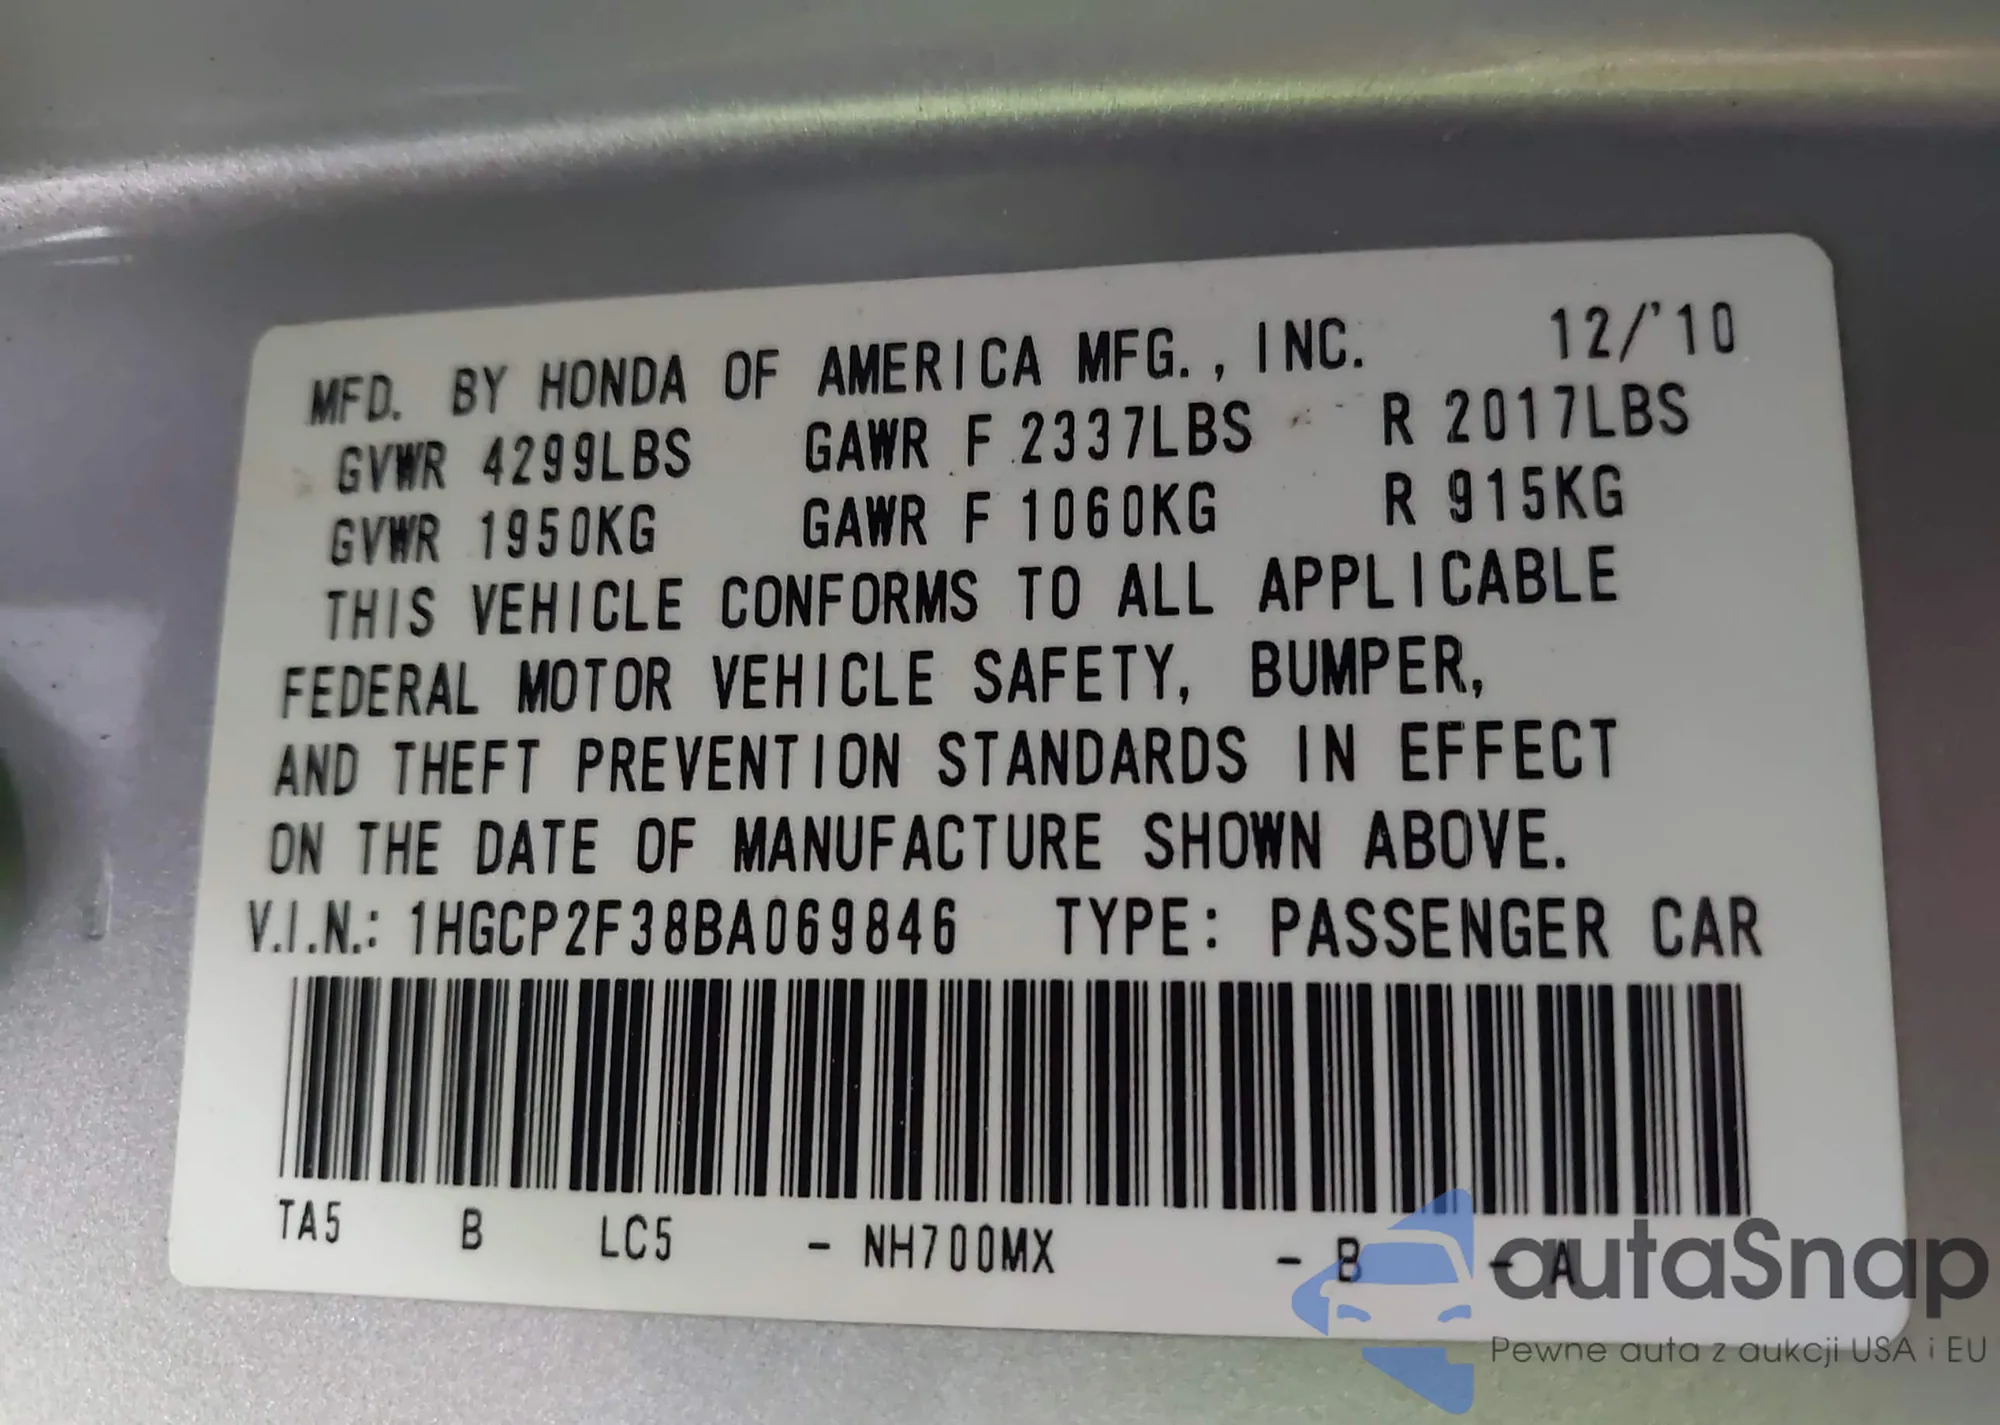 MFD. BY HONDA OF AMERICA MFG., INC. 12/'10
GVWR 4299LBS GAWR F 2337LBS R 2017LBS
GVWR 1950KG GAWR F 1060KG R 915KG
THIS VEHICLE CONFORMS TO ALL APPLICABLE
FEDERAL MOTOR VEHICLE SAFETY, BUMPER,
AND THEFT PREVENTION STANDARDS IN EFFECT
ON THE DATE OF MANUFACTURE SHOWN ABOVE.
V.I.N.: 1HGCP2F38BA069846 TYPE: PASSENGER CAR
TA5 B LC5 - NH700MX - B - A
autaSnap
Pewne auta z aukcji USA i EU